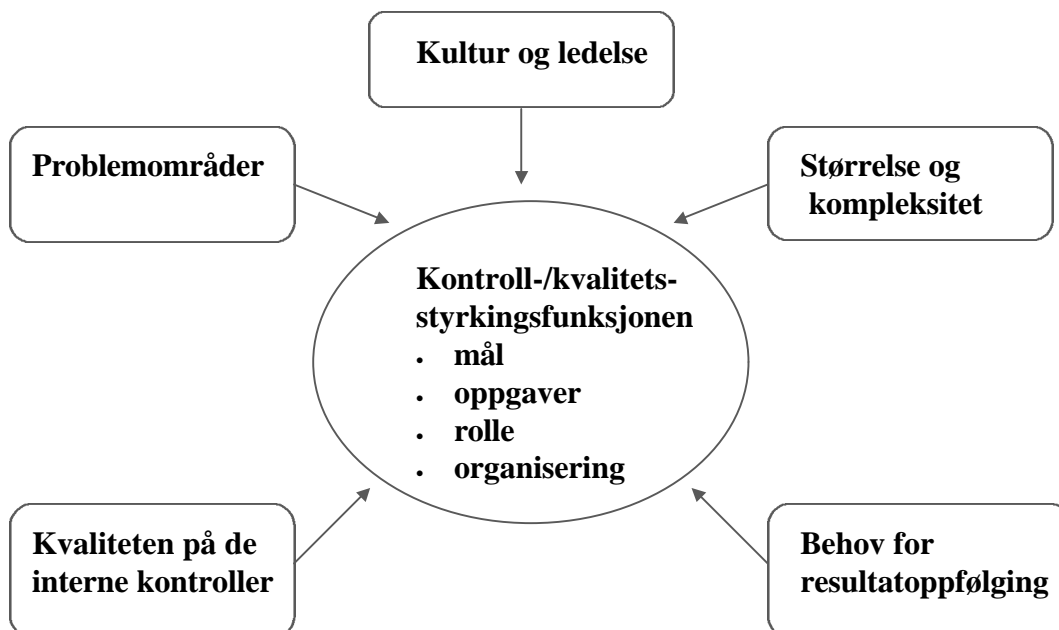 Kultur og ledelse
Problemområder
Størrelse og
kompleksitet
Kontroll-/kvalitets-
styrkingsfunksjonen
• mål
• oppgaver
• rolle
• organisering
Kvaliteten på de
interne kontroller
Behov for
resultatoppfølging